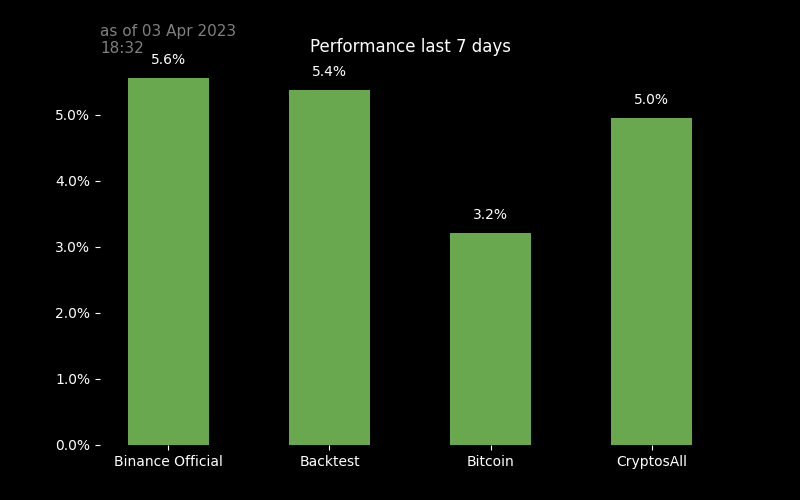 as of 03 Apr 2023
18:32
Performance last 7 days
5.6%
5.4%
3.2%
5.0%
5.0%
4.0%
3.0%
2.0%
1.0%
0.0%
Binance Official
Backtest
Bitcoin
CryptosAll